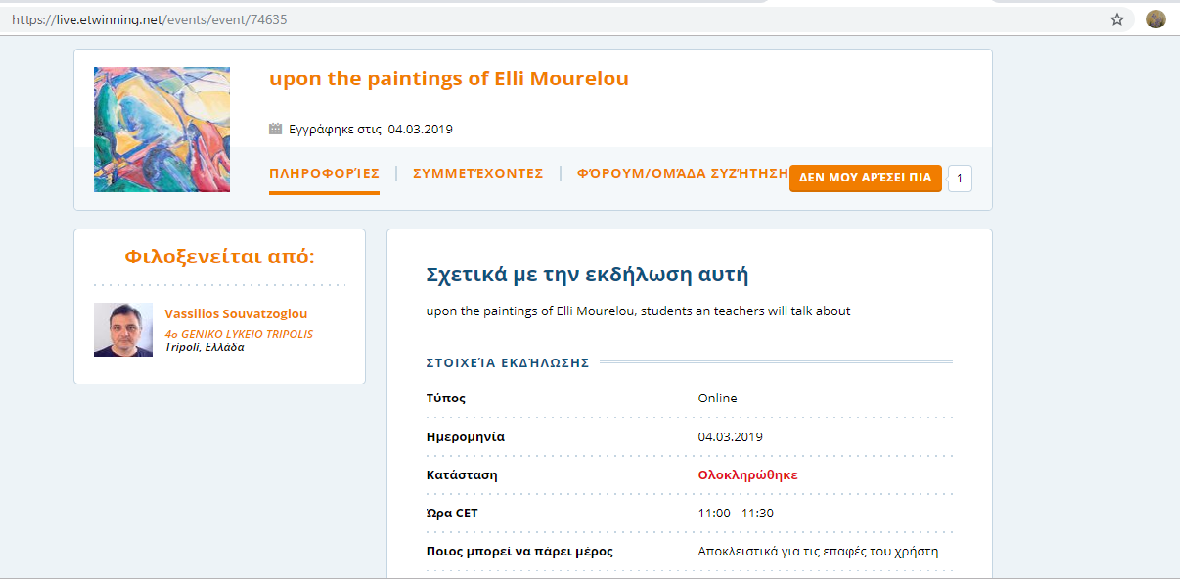 https://live.etwinning.net/events/event/74635
upon the paintings of Elli Mourelou
Εγγράφηκε στις 04.03.2019
ΠΛΗΡΟΦΟΡΊΕΣ
ΣΥΜΜΕΤΈΧΟΝΤΕΣ
ΦΌΡΟΥΜ/ΟΜΆΔΑ ΣΥΖΉΤΗΣΗ
ΔΕΝ ΜΟΥ ΑΡΈΣΕΙ ΠΙΑ
1
Φιλοξενείται από:
Vassilios Souvatzoglou
4o GENIKO LYKEIO TRIPOLIS
Tripoli, Ελλάδα
Σχετικά με την εκδήλωση αυτή
upon the paintings of Elli Mourelou, students an teachers will talk about
ΣΤΟΙΧΕΊΑ ΕΚΔΉΛΩΣΗΣ
Τύπος Online
Ημερομηνία 04.03.2019
Κατάσταση Ολοκληρώθηκε
Ώρα CET 11:00 11:30
Ποιος μπορεί να πάρει μέρος Αποκλειστικά για τις επαφές του χρήστη